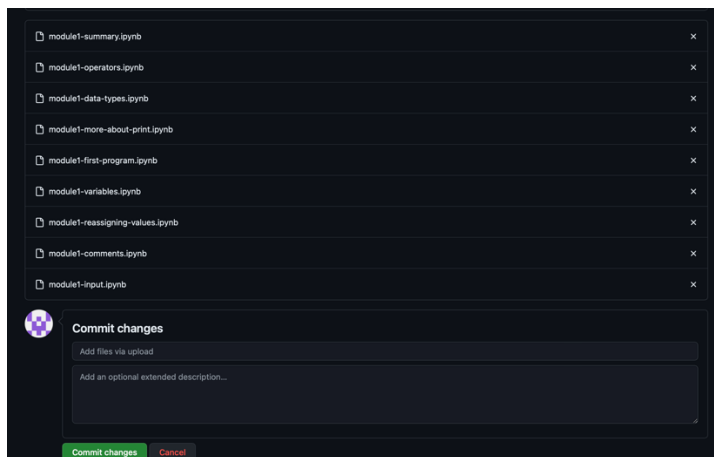 module1-summary.ipynb
module1-operators.ipynb
module1-data-types.ipynb
module1-more-about-print.ipynb
module1-first-program.ipynb
module1-variables.ipynb
module1-reassigning-values.ipynb
module1-comments.ipynb
module1-input.ipynb
Commit changes
Add files via upload
Add an optional extended description...
Commit changes Cancel